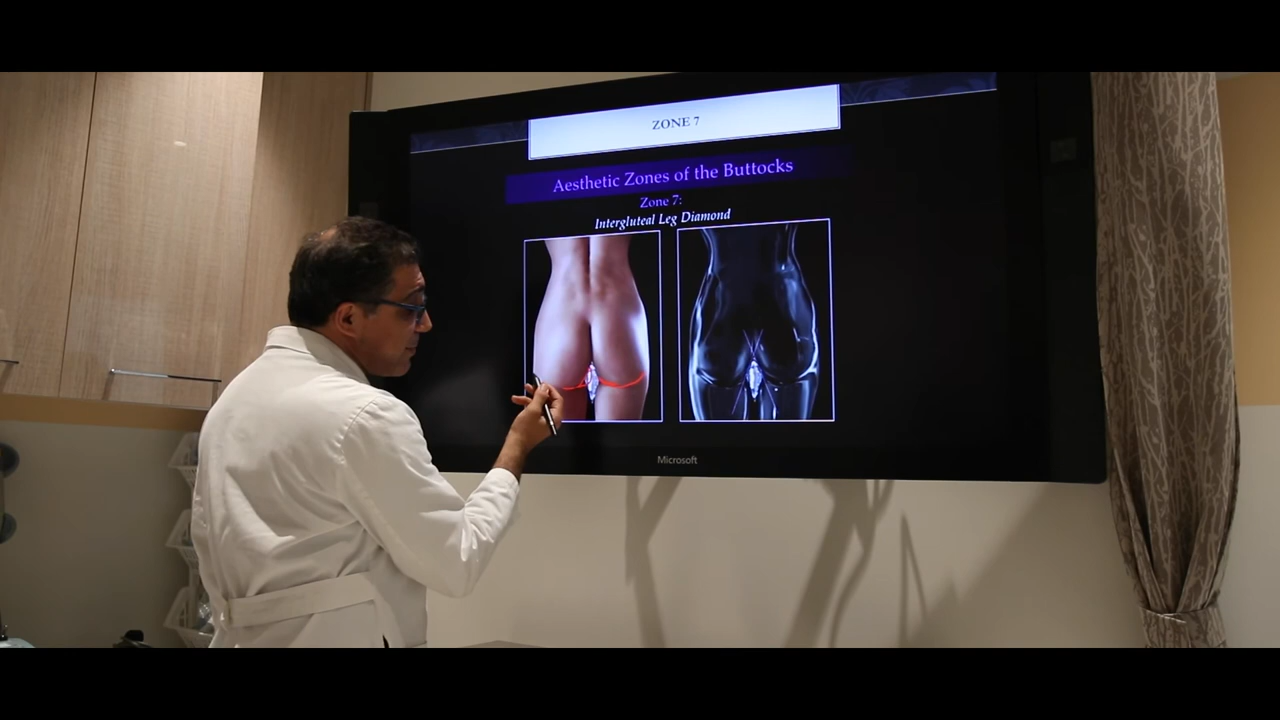 ZONE 7
Aesthetic Zones of the Buttocks
Zone 7:
Intergluteal Leg Diamond
Microsoft